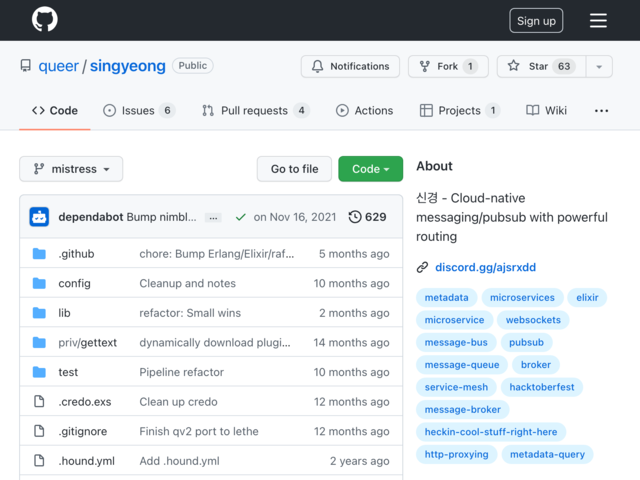 Sign up
queer / singyeong Public
Notifications Fork 1 Star 63
Code Issues 6 Pull requests 4 Actions Projects 1 Wiki ...
mistress Go to file Code
dependabot Bump nimbl... ... on Nov 16, 2021 629
.github chore: Bump Erlang/Elixir/raf... 5 months ago
config Cleanup and notes 10 months ago
lib refactor: Small wins 2 months ago
priv/gettext dynamically download plugin... 14 months ago
test Pipeline refactor 10 months ago
.credo.exs Clean up credo 12 months ago
.gitignore Finish qv2 port to lethe 12 months ago
.hound.yml Add .hound.yml 2 years ago
About
신경 - Cloud-native
messaging/pubsub with powerful
routing
discord.gg/ajsrxdd
metadata microservices elixir
microservice websockets
message-bus pubsub
message-queue broker
service-mesh hacktoberfest
message-broker
heckin-cool-stuff-right-here
http-proxying metadata-query